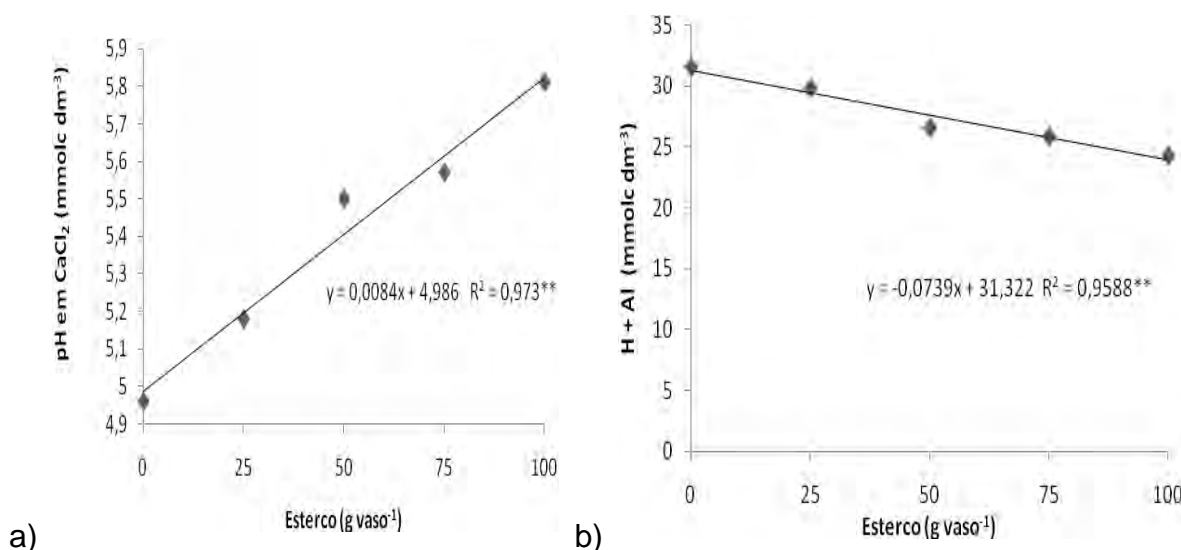 5,9
5,8
5,7
5,6
5,5
5,4
5,3
5,2
5,1
5
4,9
pH em CaCl₂ (mmolc dm⁻³)
y = 0,0084x + 4,986 R² = 0,973**
0 25 50 75 100
Esterco (g vaso⁻¹)
a)
35
30
25
20
15
10
5
0
H + Al (mmolc dm⁻³)
y = -0,0739x + 31,322 R² = 0,9588**
0 25 50 75 100
Esterco (g vaso⁻¹)
b)